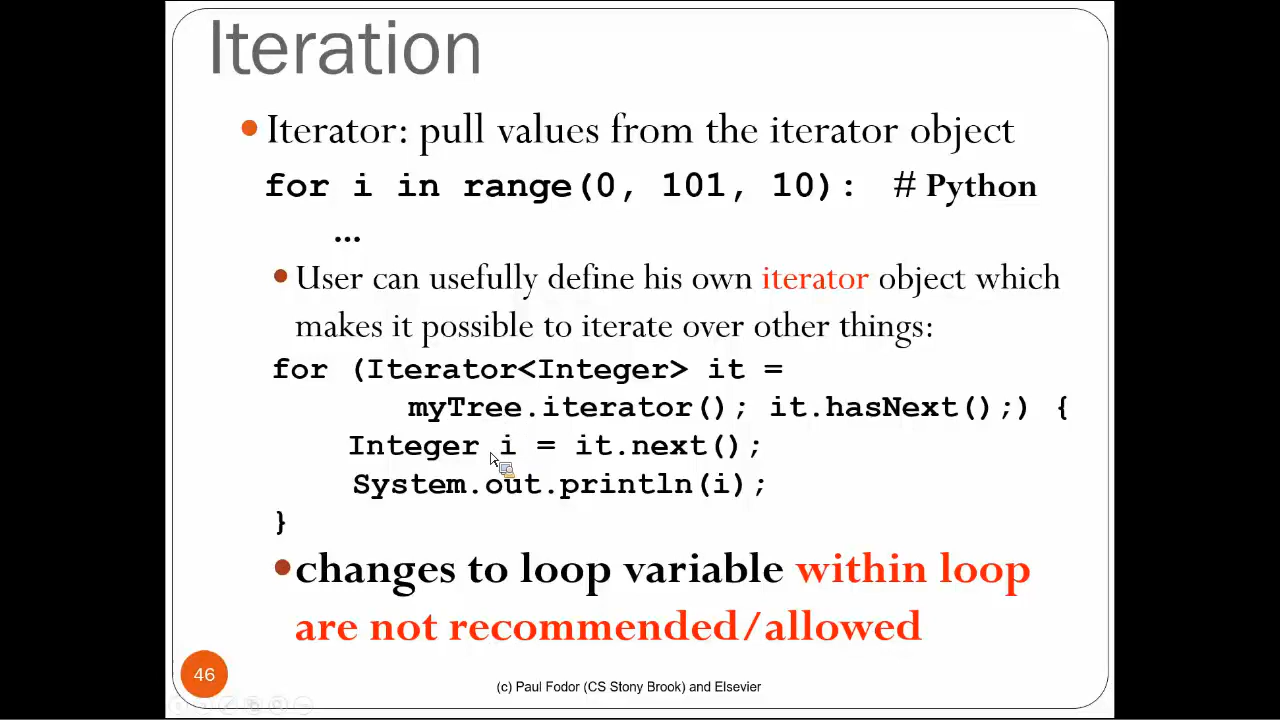 Iteration
• Iterator: pull values from the iterator object
for i in range(0, 101, 10): # Python
...
• User can usefully define his own iterator object which
makes it possible to iterate over other things:
for (Iterator<Integer> it =
myTree.iterator(); it.hasNext();) {
Integer i = it.next();
System.out.println(i);
}
• changes to loop variable within loop
are not recommended/allowed
46
(c) Paul Fodor (CS Stony Brook) and Elsevier